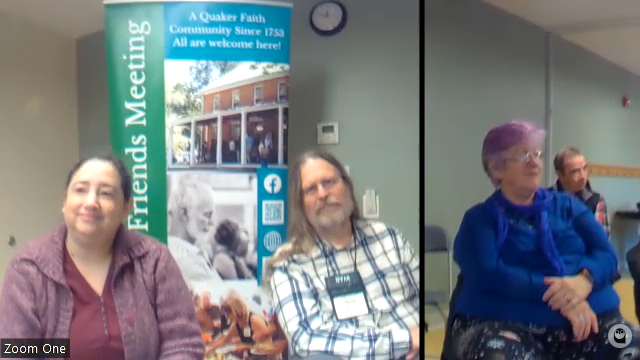 Friends Meeting
A Quaker Faith
Community Since 1753
All are welcome here!
Zoom One